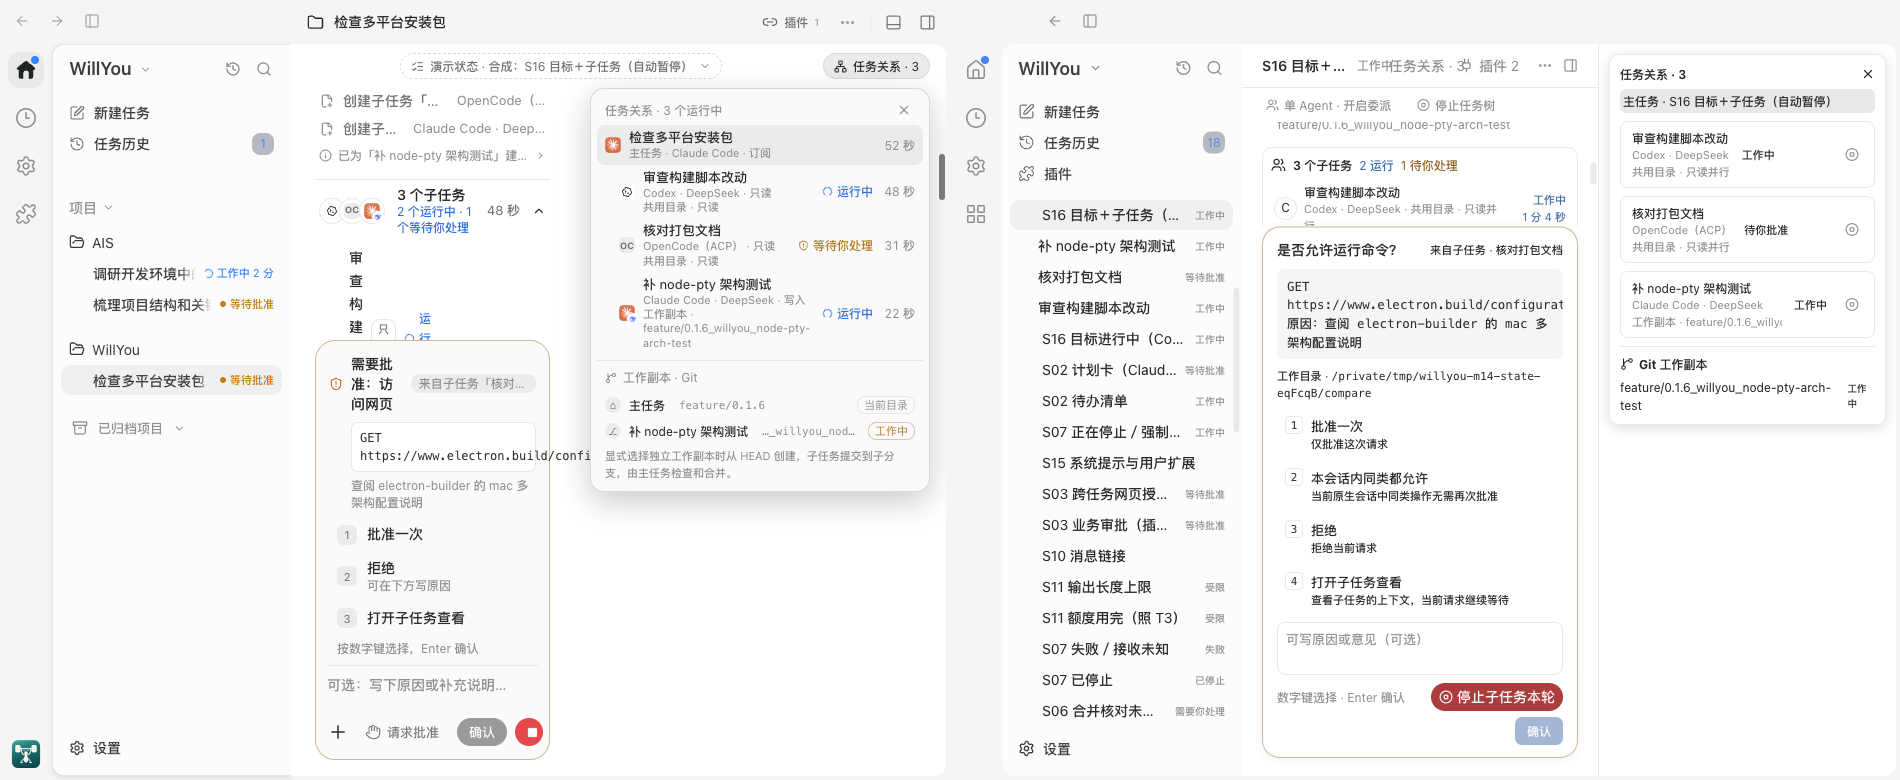 检查多平台安装包
插件 1
WillYou
新建任务
任务历史
1
项目
AIS
调研开发环境中
工作中 2 分
梳理项目结构和关
等待批准
WillYou
检查多平台安装包
等待批准
已归档项目
设置
演示状态 · 合成：S16 目标＋子任务（自动暂停）
任务关系 · 3
创建子任务「...
OpenCode（...
创建子...
Claude Code · Deep...
已为「补 node-pty 架构测试」建...
OC
3 个子任务
2 个运行中 · 1
个等待你处理
48 秒
审
查
构
建
只
运
行
需要批
准：访
问网页
来自子任务「核对...
GET
https://www.electron.build/confi
查阅 electron-builder 的 mac 多
架构配置说明
1
批准一次
2
拒绝
可在下方写原因
3
打开子任务查看
按数字键选择，Enter 确认
可选：写下原因或补充说明...
请求批准
确认
任务关系 · 3 个运行中
检查多平台安装包
主任务 · Claude Code · 订阅
52 秒
审查构建脚本改动
Codex · DeepSeek · 只读
共用目录 · 只读
运行中
48 秒
OC
核对打包文档
OpenCode（ACP） · 只读
共用目录 · 只读
等待你处理
31 秒
补 node-pty 架构测试
Claude Code · DeepSeek · 写入
工作副本 ·
feature/0.1.6_willyou_node-pty-
arch-test
运行中
22 秒
工作副本 · Git
主任务
feature/0.1.6
当前目录
补 node-pty 架构测试
…_willyou_nod...
工作中
显式选择独立工作副本时从 HEAD 创建，子任务提交到子分
支，由主任务检查和合并。
WillYou
新建任务
任务历史
18
插件
S16 目标＋子任务（...
工作中
补 node-pty 架构测试
工作中
核对打包文档
等待批准
审查构建脚本改动
工作中
S16 目标进行中（Co...
工作中
S02 计划卡（Claud...
等待批准
S02 待办清单
工作中
S07 正在停止 / 强制...
工作中
S15 系统提示与用户扩展
S03 跨任务网页授...
等待批准
S03 业务审批（插...
等待批准
S10 消息链接
S11 输出长度上限
受限
S11 额度用完（照 T3）
受限
S07 失败 / 接收未知
失败
S07 已停止
已停止
S06 合并核对未...
需要你处理
设置
S16 目标＋...
工作中
任务关系 · 3
插件 2
单 Agent · 开启委派
停止任务树
feature/0.1.6_willyou_node-pty-arch-test
3 个子任务
2 运行
1 待你处理
C
审查构建脚本改动
Codex · DeepSeek · 共用目录 · 只读并
行
工作中
1 分 4 秒
是否允许运行命令？
来自子任务 · 核对打包文档
GET
https://www.electron.build/configurat
原因：查阅 electron-builder 的 mac 多
架构配置说明
工作目录 · /private/tmp/willyou-m14-state-
eqFcqB/compare
1
批准一次
仅批准这次请求
2
本会话内同类都允许
当前原生会话中同类操作无需再次批准
3
拒绝
拒绝当前请求
4
打开子任务查看
查看子任务的上下文，当前请求继续等待
可写原因或意见（可选）
数字键选择 · Enter 确认
停止子任务本轮
确认
任务关系 · 3
主任务 · S16 目标＋子任务（自动暂停）
审查构建脚本改动
Codex · DeepSeek
工作中
共用目录 · 只读并行
核对打包文档
OpenCode（ACP）
待你批准
共用目录 · 只读并行
补 node-pty 架构测试
Claude Code · DeepSeek
工作中
工作副本 · feature/0.1.6_willy
Git 工作副本
feature/0.1.6_willyou_node-pty-arch-
test
工作
中